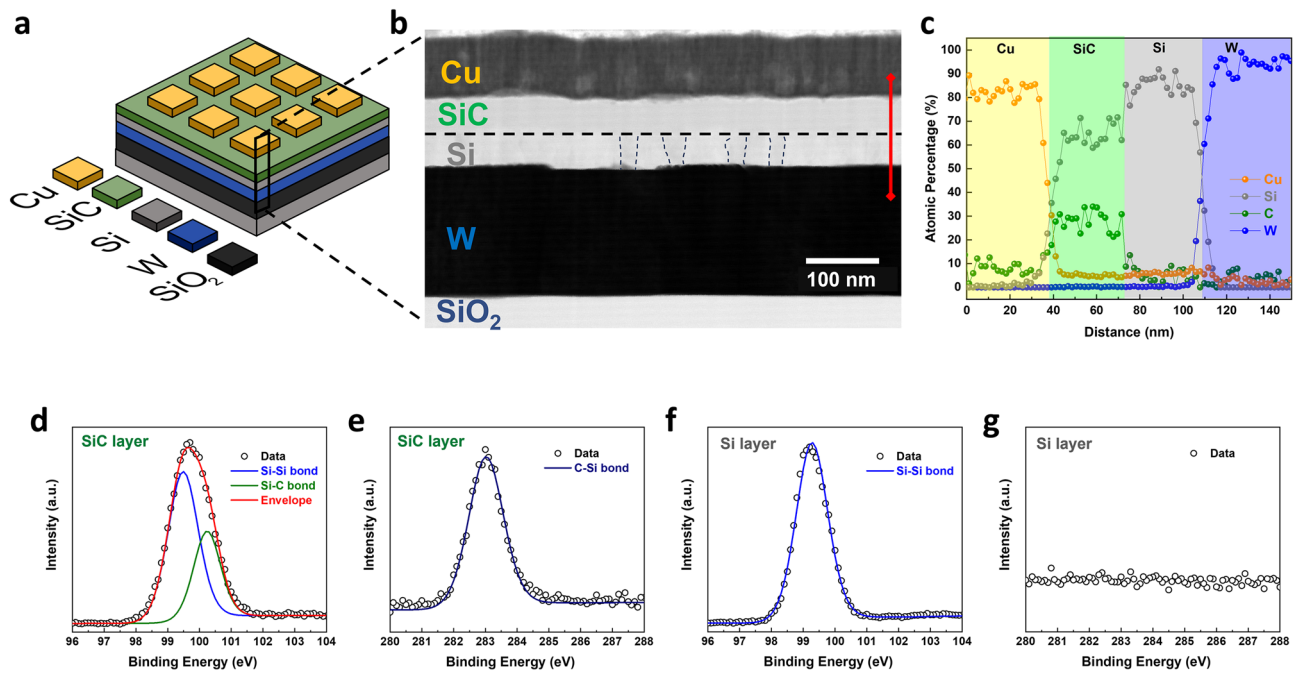 a
Cu
SiC
Si
W
SiO2
b
Cu
SiC
Si
W
SiO2
100 nm
c
Atomic Percentage (%)
100
90
80
70
60
50
40
30
20
10
0
Cu SiC Si W
Cu
Si
C
W
0 20 40 60 80 100 120 140
Distance (nm)
d
SiC layer
Data
Si-Si bond
Si-C bond
Envelope
Intensity (a.u.)
96 97 98 99 100 101 102 103 104
Binding Energy (eV)
e
SiC layer
Data
C-Si bond
Intensity (a.u.)
280 281 282 283 284 285 286 287 288
Binding Energy (eV)
f
Si layer
Data
Si-Si bond
Intensity (a.u.)
96 97 98 99 100 101 102 103 104
Binding Energy (eV)
g
Si layer
Data
Intensity (a.u.)
280 281 282 283 284 285 286 287 288
Binding Energy (eV)